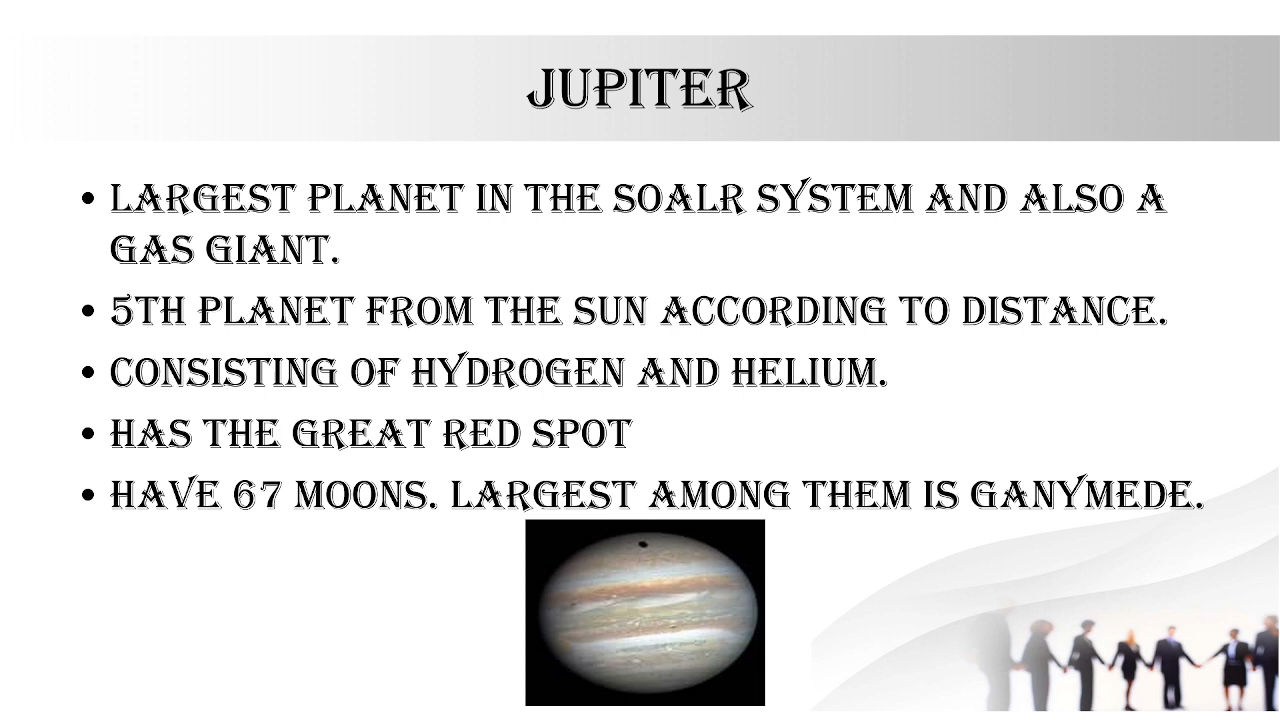 JUPITER
• LARGEST PLANET IN THE SOALR SYSTEM AND ALSO A
GAS GIANT.
• 5TH PLANET FROM THE SUN ACCORDING TO DISTANCE.
• CONSISTING OF HYDROGEN AND HELIUM.
• HAS THE GREAT RED SPOT
• HAVE 67 MOONS. LARGEST AMONG THEM IS GANYMEDE.